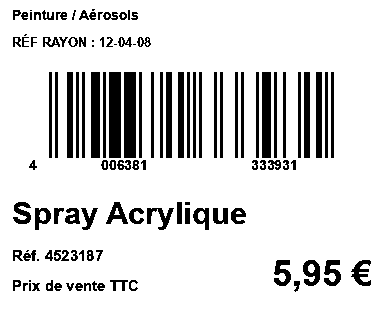 Peinture / Aérosols
RÉF RAYON : 12-04-08
4 006381 333931
Spray Acrylique
Réf. 4523187
Prix de vente TTC
5,95 €